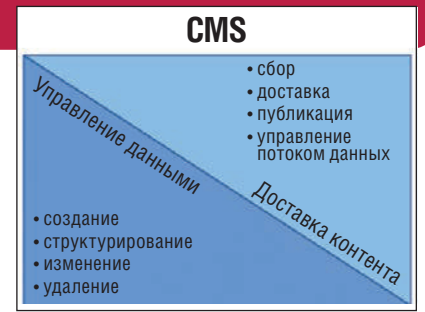 CMS
• сбор
• доставка
• публикация
• управление
потоком данных
Управление данными
Доставка контента
• создание
• структурирование
• изменение
• удаление